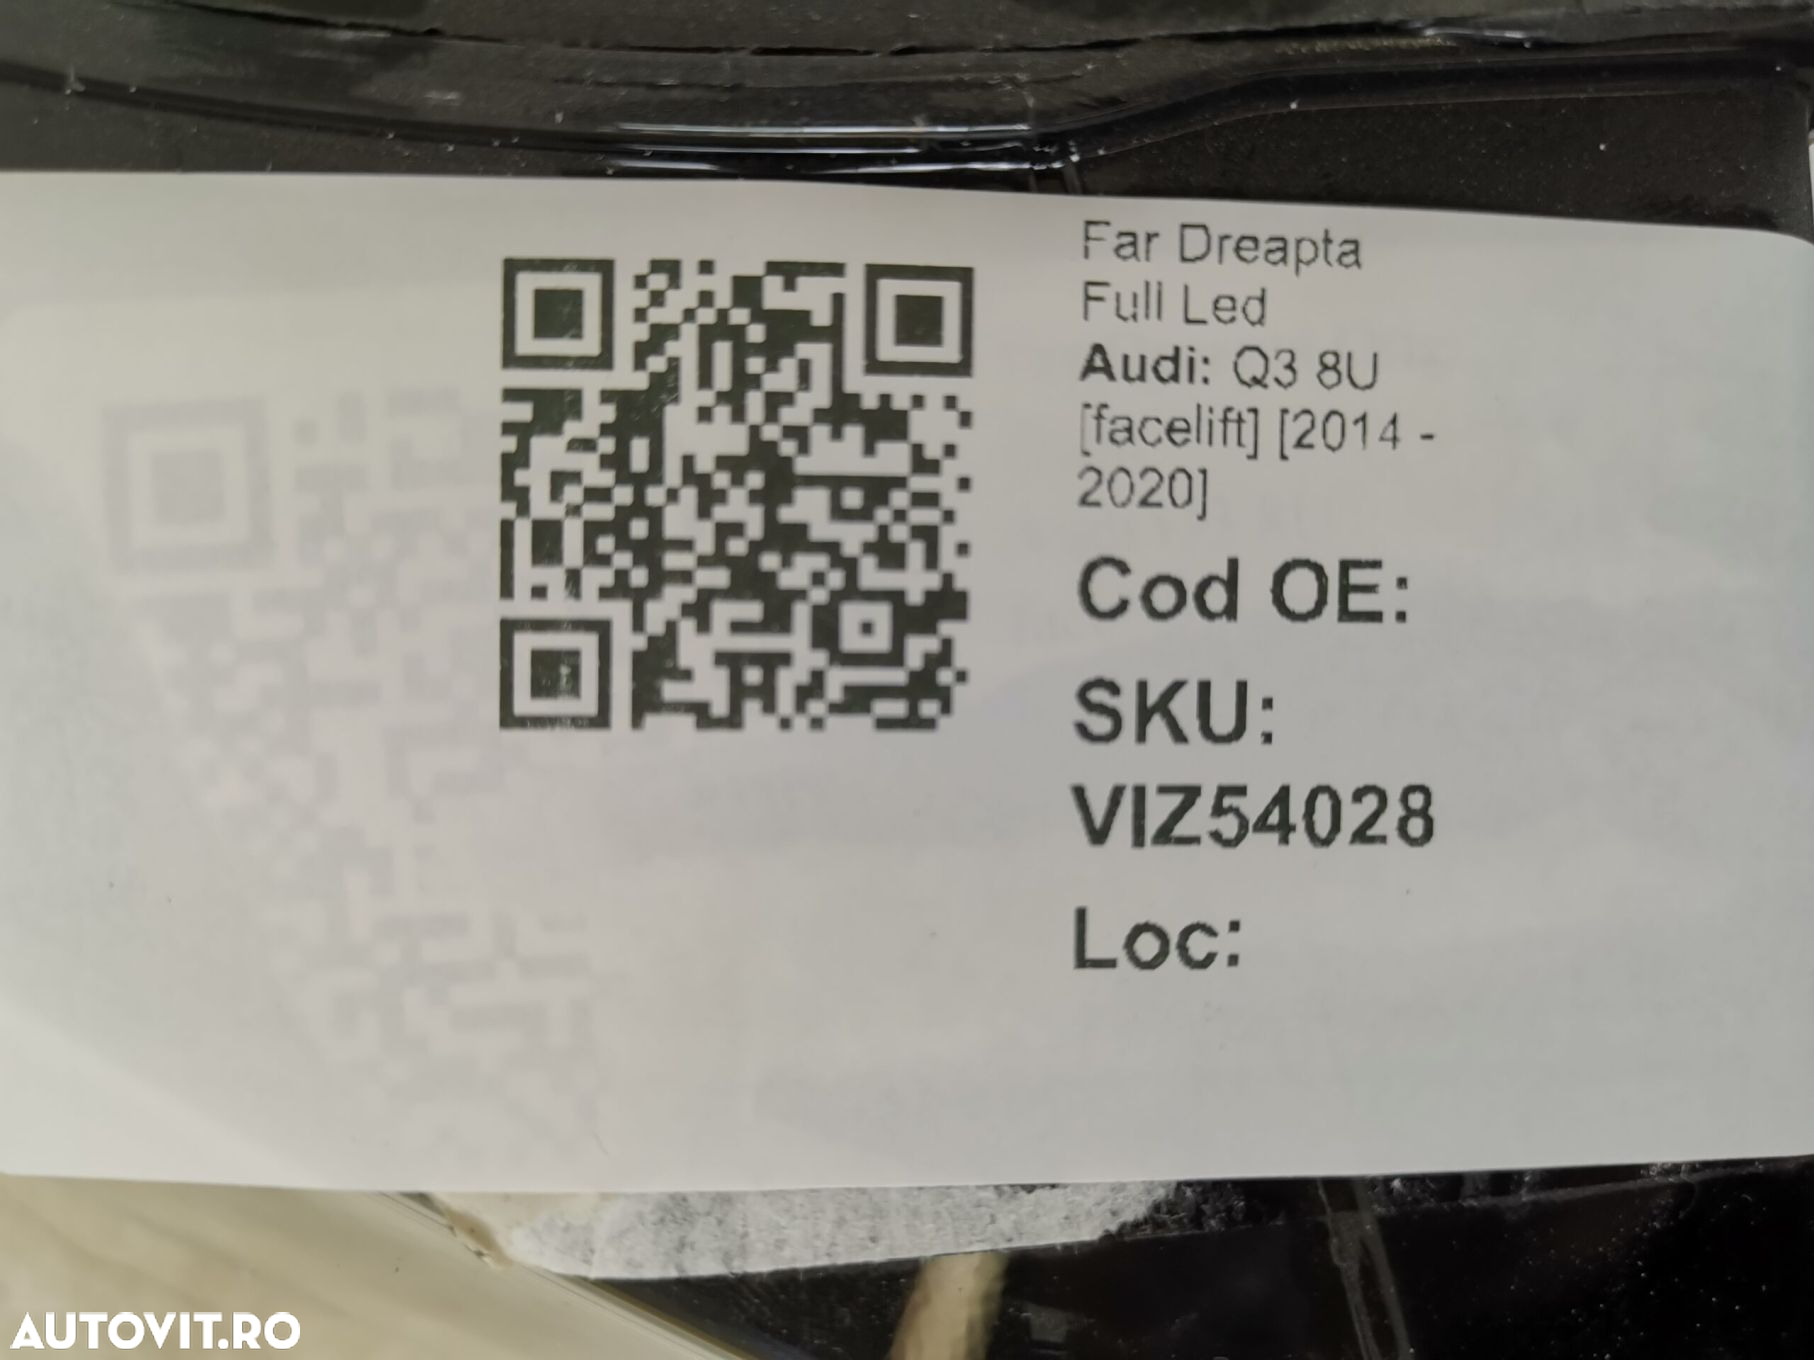 Far Dreapta
Full Led
Audi: Q3 8U
[facelift] [2014 -
2020]
Cod OE:
SKU:
VIZ54028
Loc:
AUTOVIT.RO